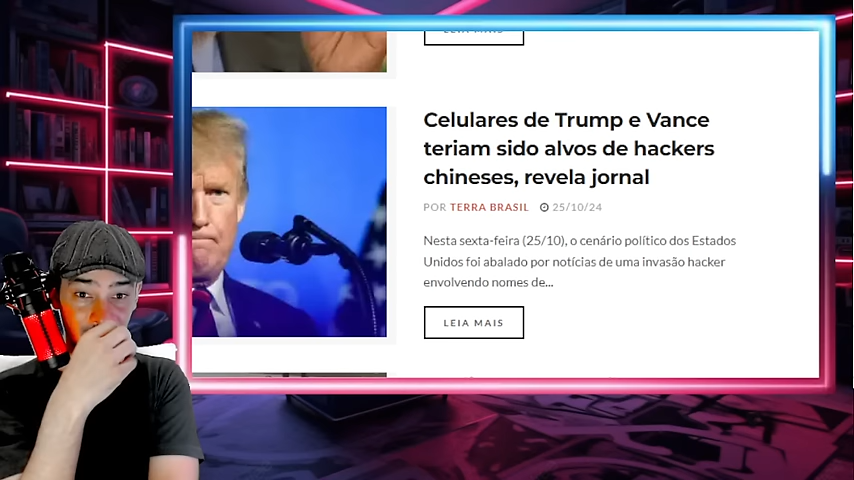 Celulares de Trump e Vance
teriam sido alvos de hackers
chineses, revela jornal
POR TERRA BRASIL 25/10/24
Nesta sexta-feira (25/10), o cenário político dos Estados
Unidos foi abalado por notícias de uma invasão hacker
envolvendo nomes de...
LEIA MAIS